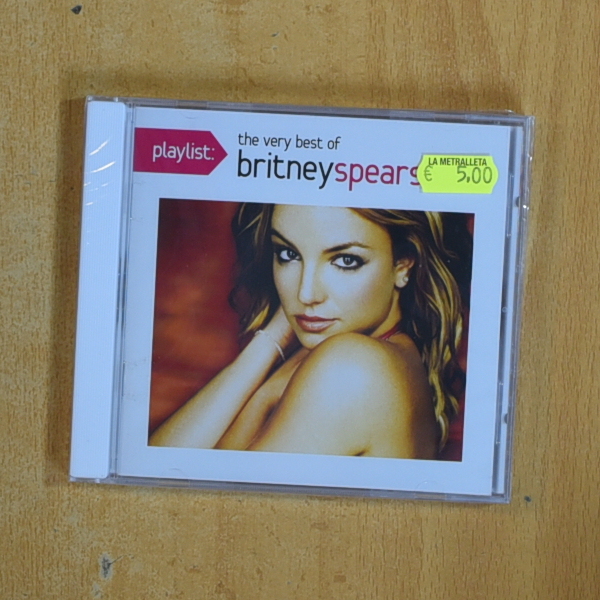 playlist:
the very best of
britneyspears
LA METRALLETA
€ 5.00